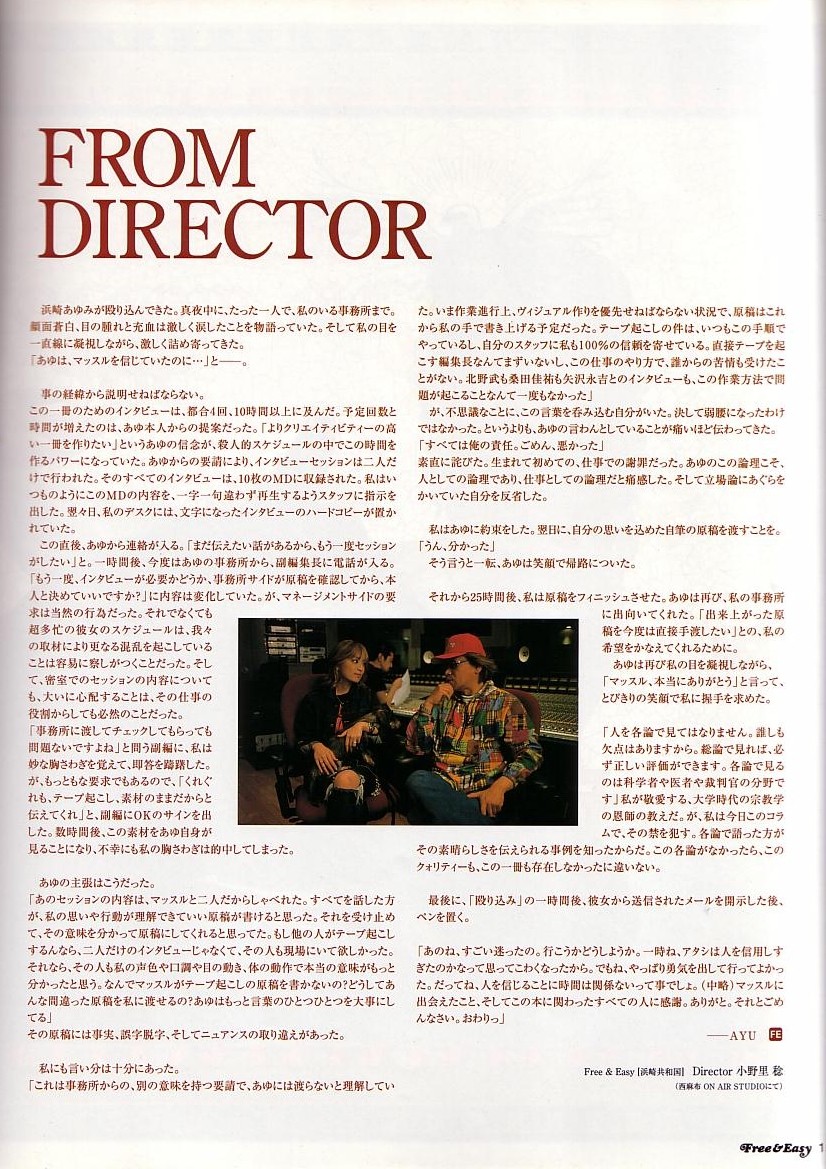 FROM
DIRECTOR
浜崎あゆみが殴り込んできた。真夜中に、たった一人で、私のいる事務所まで。
顔面蒼白、目の腫れと充血は激しく涙したことを物語っていた。そして私の目を
一直線に凝視しながら、激しく詰め寄ってきた。
「あゆは、マッスルを信じていたのに…」と――。
事の経緯から説明せねばならない。
この一冊のためのインタビューは、都合4回、10時間以上に及んだ。予定回数と
時間が増えたのは、あゆ本人からの提案だった。「よりクリエイティビティーの高
い一冊を作りたい」というあゆの信念が、殺人的スケジュールの中でこの時間を
作るパワーになっていた。あゆからの要請により、インタビューセッションは二人だ
けで行われた。そのすべてのインタビューは、10枚のMDに収録された。私はい
つものようにこのMDの内容を、一字一句違わず再生するようスタッフに指示を
出した。翌々日、私のデスクには、文字になったインタビューのハードコピーが置か
れていた。
この直後、あゆから連絡が入る。「まだ伝えたい話があるから、もう一度セッション
がしたい」と。一時間後、今度はあゆの事務所から、副編集長に電話が入る。
「もう一度、インタビューが必要かどうか、事務所サイドが原稿を確認してから、本
人と決めていいですか?」に内容は変化していた。が、マネージメントサイドの要
求は当然の行為だった。それでなくても
超多忙の彼女のスケジュールは、我々
の取材により更なる混乱を起こしている
ことは容易に察しがつくことだった。そし
て、密室でのセッションの内容について
も、大いに心配することは、その仕事の
役割からしても必然のことだった。
「事務所に渡してチェックしてもらっても
問題ないですよね」と問う副編に、私は
妙な胸さわぎを覚えて、即答を躊躇した。
が、もっともな要求でもあるので、「くれぐ
れも、テープ起こし、素材のままだからと
伝えてくれ」と、副編にOKのサインを出
した。数時間後、この素材をあゆ自身が
見ることになり、不幸にも私の胸さわぎは的中してしまった。
あゆの主張はこうだった。
「あのセッションの内容は、マッスルと二人だからしゃべれた。すべてを話した方
が、私の思いや行動が理解できていい原稿が書けると思った。それを受け止め
て、その意味を分かって原稿にしてくれると思ってた。もし他の人がテープ起こし
するんなら、二人だけのインタビューじゃなくて、その人も現場にいて欲しかった。
それなら、その人も私の声色や口調や目の動き、体の動作で本当の意味がもっと
分かったと思う。なんでマッスルがテープ起こしの原稿を書かないの?どうしてあ
んな間違った原稿を私に渡せるの?あゆはもっと言葉のひとつひとつを大事にし
てる」
その原稿には事実、誤字脱字、そしてニュアンスの取り違えがあった。
私にも言い分は十分にあった。
「これは事務所からの、別の意味を持つ要請で、あゆには渡らないと理解してい
た。いま作業進行上、ヴィジュアル作りを優先せねばならない状況で、原稿はこれ
から私の手で書き上げる予定だった。テープ起こしの件は、いつもこの手順で
やっているし、自分のスタッフに私も100%の信頼を寄せている。直接テープを起
こす編集長なんてまずいないし、この仕事のやり方で、誰からの苦情も受けたこ
とがない。北野武も桑田佳祐も矢沢永吉とのインタビューも、この作業方法で問
題が起こることなんて一度もなかった」
が、不思議なことに、この言葉を呑み込む自分がいた。決して弱腰になったわけ
ではなかった。というよりも、あゆの言わんとしていることが痛いほど伝わってきた。
「すべては俺の責任。ごめん、悪かった」
素直に詫びた。生まれて初めての、仕事での謝罪だった。あゆのこの論理こそ、
人としての論理であり、仕事としての論理だと痛感した。そして立場論にあぐらを
かいていた自分を反省した。
私はあゆに約束をした。翌日に、自分の思いを込めた自筆の原稿を渡すことを。
「うん、分かった」
そう言うと一転、あゆは笑顔で帰路についた。
それから25時間後、私は原稿をフィニッシュさせた。あゆは再び、私の事務所
に出向いてくれた。「出来上がった原
稿を今度は直接手渡したい」との、私の
希望をかなえてくれるために。
あゆは再び私の目を凝視しながら、
「マッスル、本当にありがとう」と言って、
とびきりの笑顔で私に握手を求めた。
「人を各論で見てはなりません。誰しも
欠点はありますから。総論で見れば、必
ず正しい評価ができます。各論で見る
のは科学者や医者や裁判官の分野で
す」私が敬愛する、大学時代の宗教学
の恩師の教えだ。が、私は今日このコラ
ムで、その禁を犯す。各論で語った方が
その素晴らしさを伝えられる事例を知ったからだ。この各論がなかったら、この
クォリティーも、この一冊も存在しなかったに違いない。
最後に、「殴り込み」の一時間後、彼女から送信されたメールを開示した後、
ペンを置く。
「あのね、すごい迷ったの。行こうかどうしようか。一時ね、アタシは人を信用しす
ぎたのかなって思ってこわくなったから。でもね、やっぱり勇気を出して行ってよかっ
た。だってね、人を信じることに時間は関係ないって事でしょ。(中略)マッスルに
出会えたこと、そしてこの本に関わったすべての人に感謝。ありがと。それとごめ
んなさい。おわりっ」
――AYU FE
Free & Easy [浜崎共和国] Director 小野里 稔
(西麻布 ON AIR STUDIOにて)
Free&Easy 1